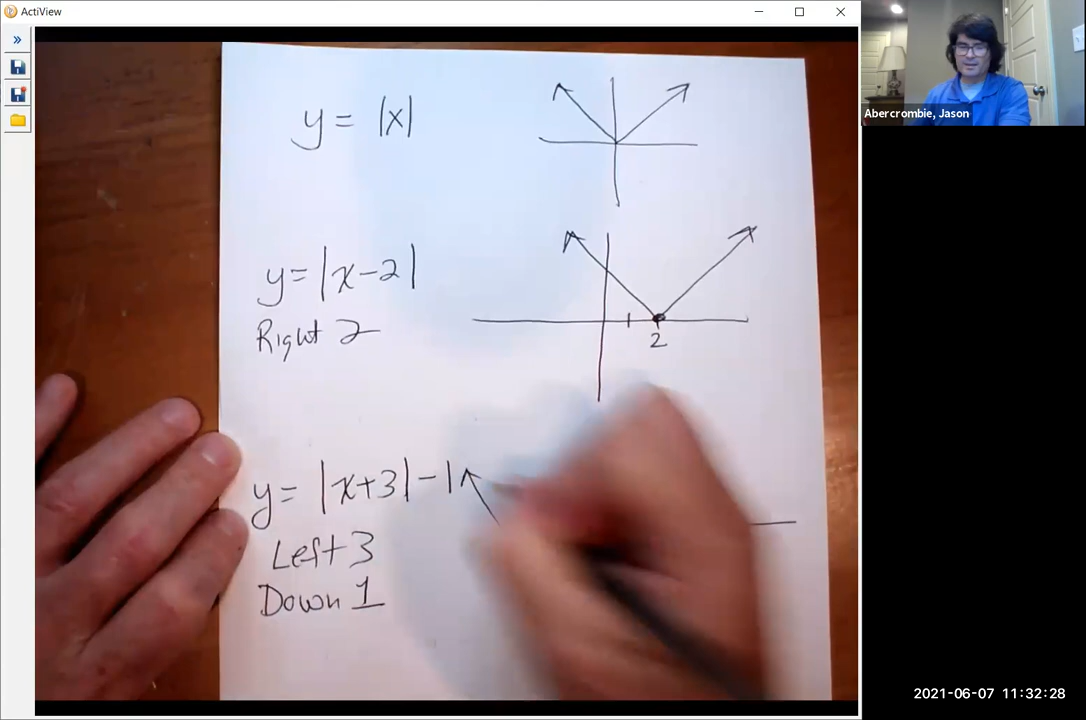 ActiView
y = |x|
y = |x-2|
Right 2
2
y = |x+3| -1
Left 3
Down 1
Abercrombie, Jason
2021-06-07 11:32:28